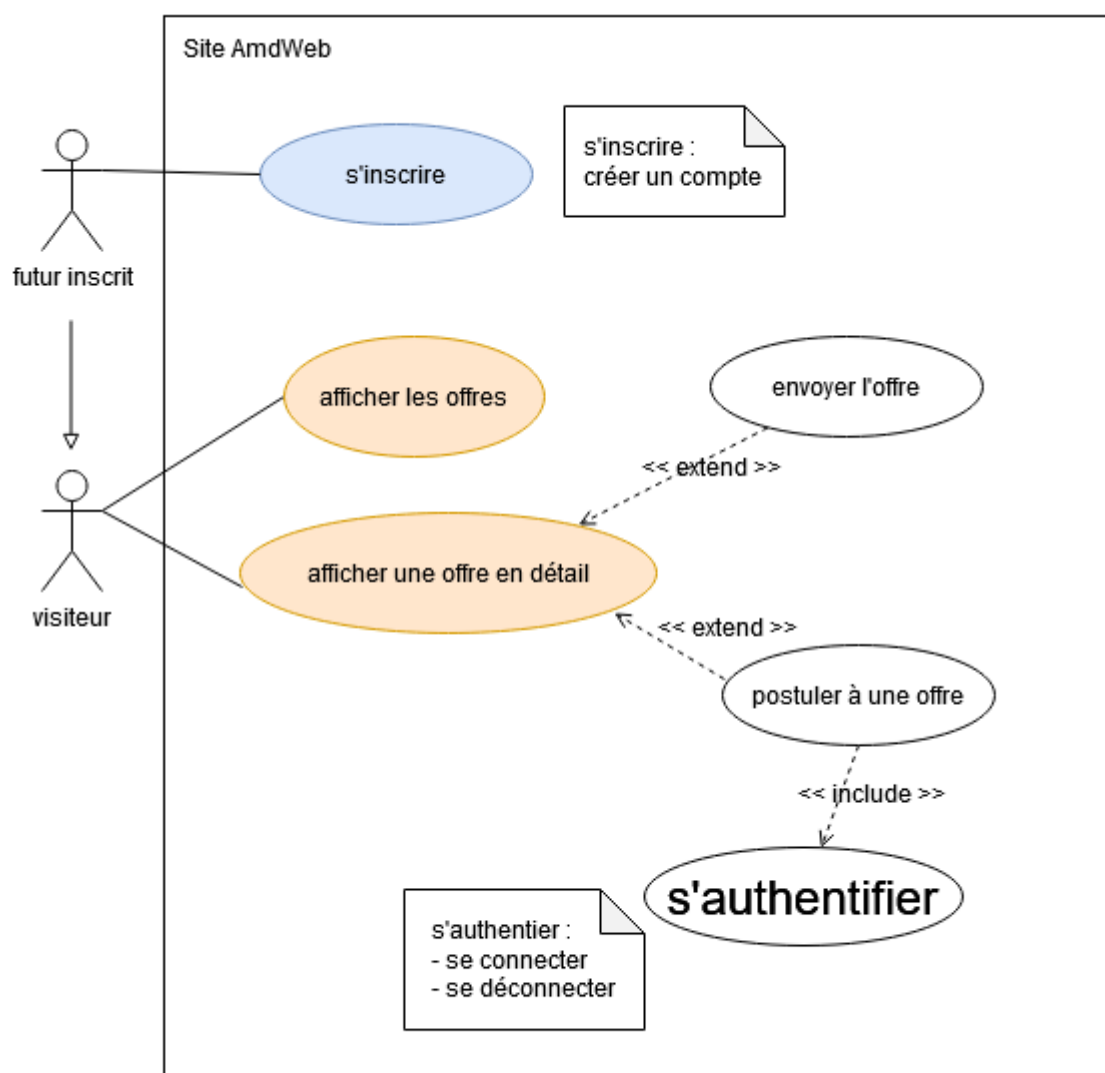 Site AmdWeb
s'inscrire
s'inscrire :
créer un compte
futur inscrit
afficher les offres
envoyer l'offre
<< extend >>
afficher une offre en détail
visiteur
<< extend >>
postuler à une offre
<< include >>
s'authentifier
s'authentier :
- se connecter
- se déconnecter